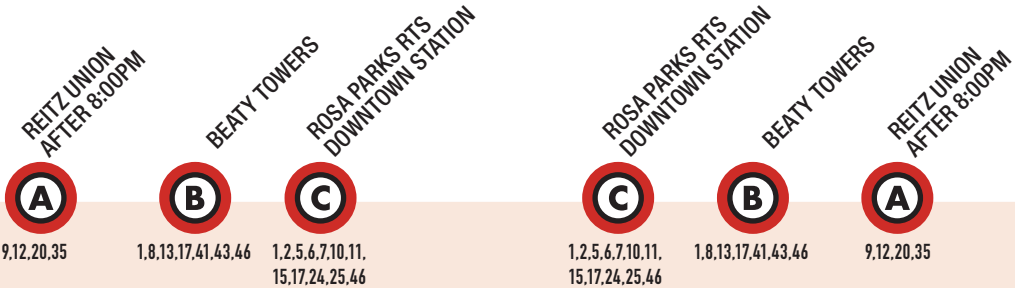 REITZ UNION
AFTER 8:00PM
BEATY TOWERS
ROSA PARKS RTS
DOWNTOWN STATION
ROSA PARKS RTS
DOWNTOWN STATION
BEATY TOWERS
REITZ UNION
AFTER 8:00PM
A
B
C
C
B
A
9,12,20,35
1,8,13,17,41,43,46
1,2,5,6,7,10,11,
15,17,24,25,46
1,2,5,6,7,10,11,
15,17,24,25,46
1,8,13,17,41,43,46
9,12,20,35